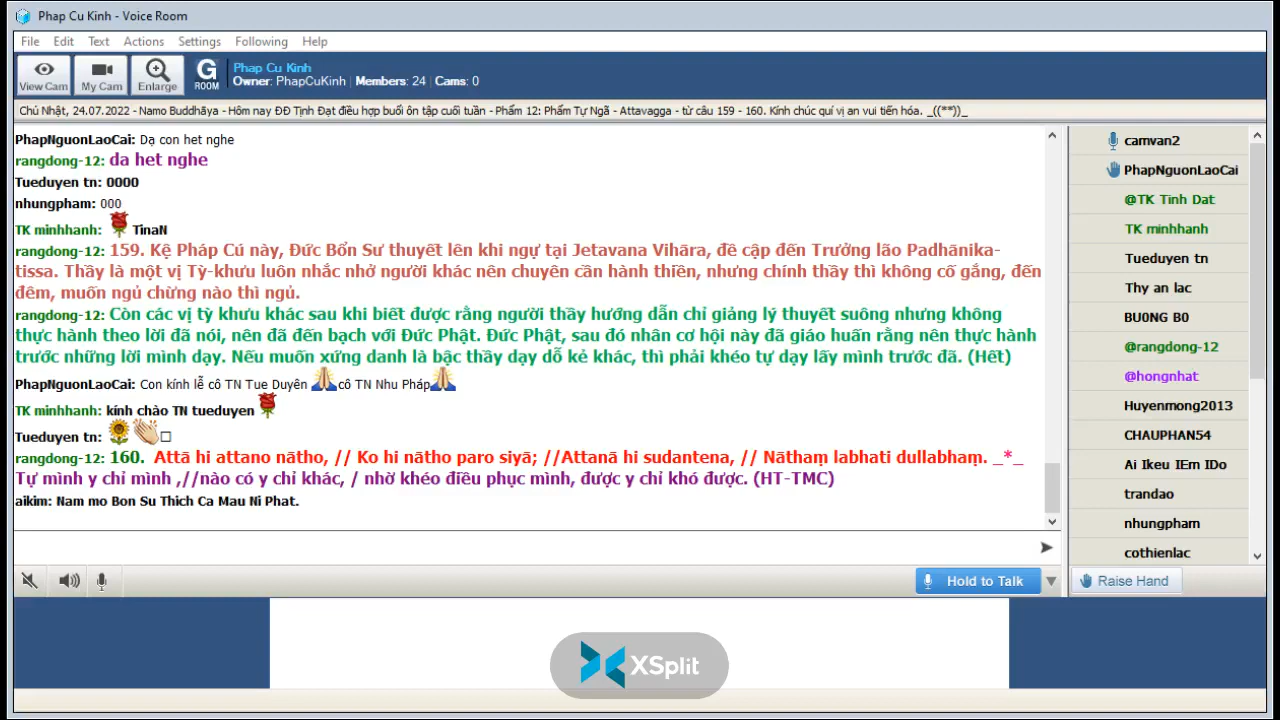 Phap Cu Kinh - Voice Room
File Edit Text Actions Settings Following Help
View Cam My Cam Enlarge G ROOM
Phap Cu Kinh
Owner: PhapCuKinh | Members: 24 | Cams: 0
Chủ Nhật, 24.07.2022 - Namo Buddhāya - Hôm nay ĐĐ Tịnh Đạt điều hợp buổi ôn tập cuối tuần - Phẩm 12: Phẩm Tự Ngã - Attavagga - từ câu 159 - 160. Kính chúc quí vị an vui tiến hóa. _((**))_
PhapNguonLaoCai: Dạ con het nghe
rangdong-12: da het nghe
Tueduyen tn: 0000
nhungpham: 000
TK minhhanh: TinaN
rangdong-12: 159. Kệ Pháp Cú này, Đức Bổn Sư thuyết lên khi ngự tại Jetavana Vihāra, đề cập đến Trưởng lão Padhānika-
tissa. Thầy là một vị Tỳ-khưu luôn nhắc nhở người khác nên chuyên cần hành thiền, nhưng chính thầy thì không cố gắng, đến
đêm, muốn ngủ chừng nào thì ngủ.
rangdong-12: Còn các vị tỳ khưu khác sau khi biết được rằng người thầy hướng dẫn chỉ giảng lý thuyết suông nhưng không
thực hành theo lời đã nói, nên đã đến bạch với Đức Phật. Đức Phật, sau đó nhân cơ hội này đã giáo huấn rằng nên thực hành
trước những lời mình dạy. Nếu muốn xứng danh là bậc thầy dạy dỗ kẻ khác, thì phải khéo tự dạy lấy mình trước đã. (Hết)
PhapNguonLaoCai: Con kính lễ cô TN Tue Duyên cô TN Nhu Pháp
TK minhhanh: kính chào TN tueduyen
Tueduyen tn:
rangdong-12: 160. Attā hi attano nātho, // Ko hi nātho paro siyā; //Attanā hi sudantena, // Nāthaṃ labhati dullabhaṃ. _*_
Tự mình y chỉ mình ,//nào có y chỉ khác, / nhờ khéo điều phục mình, được y chỉ khó được. (HT-TMC)
aikim: Nam mo Bon Su Thich Ca Mau Ni Phat.
camvan2
PhapNguonLaoCai
@TK Tinh Dat
TK minhhanh
Tueduyen tn
Thy an lac
BU0NG B0
@rangdong-12
@hongnhat
Huyenmong2013
CHAUPHAN54
Ai Ikeu IEm IDo
trandao
nhungpham
cothienlac
Hold to Talk
Raise Hand
XSplit